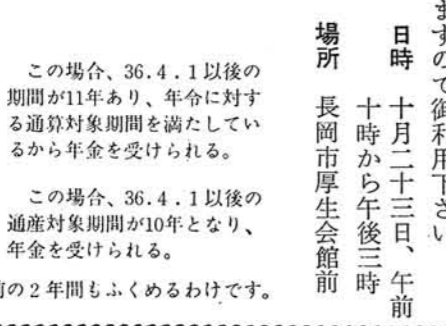 ますので御利用下さい
日時　十月二十三日、午前
十時から午後三時
場所　長岡市厚生会館前
この場合、36.4.1以後の
期間が11年あり、年令に対す
る通算対象期間を満たしてい
るから年金を受けられる。
この場合、36.4.1以後の
通産対象期間が10年となり、
年金を受けられる。
前の2年間もふくめるわけです。